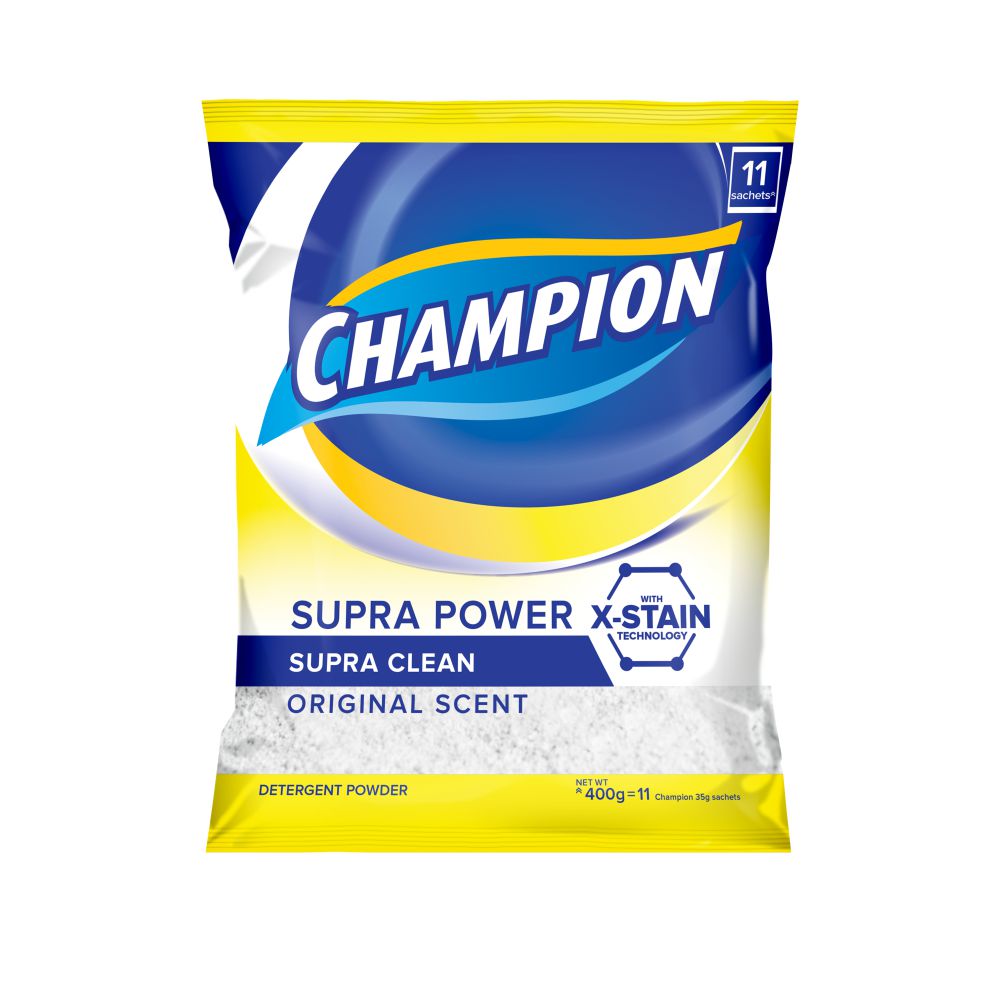 11
sachets^
CHAMPION
SUPRA POWER
WITH
X-STAIN
TECHNOLOGY
SUPRA CLEAN
ORIGINAL SCENT
DETERGENT POWDER
NET WT
^400g=11 Champion 35g sachets